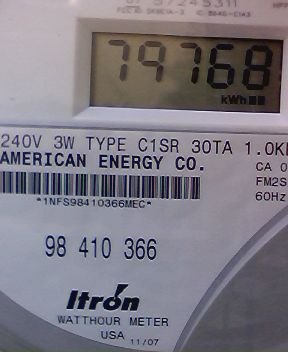 79768
kWh
240V 3W TYPE C1SR 30TA 1.0K
AMERICAN ENERGY CO.
CA 0
FM2S
60Hz
*1NFS98410366MEC*
98 410 366
Itrón
WATTHOUR METER
USA 11/07